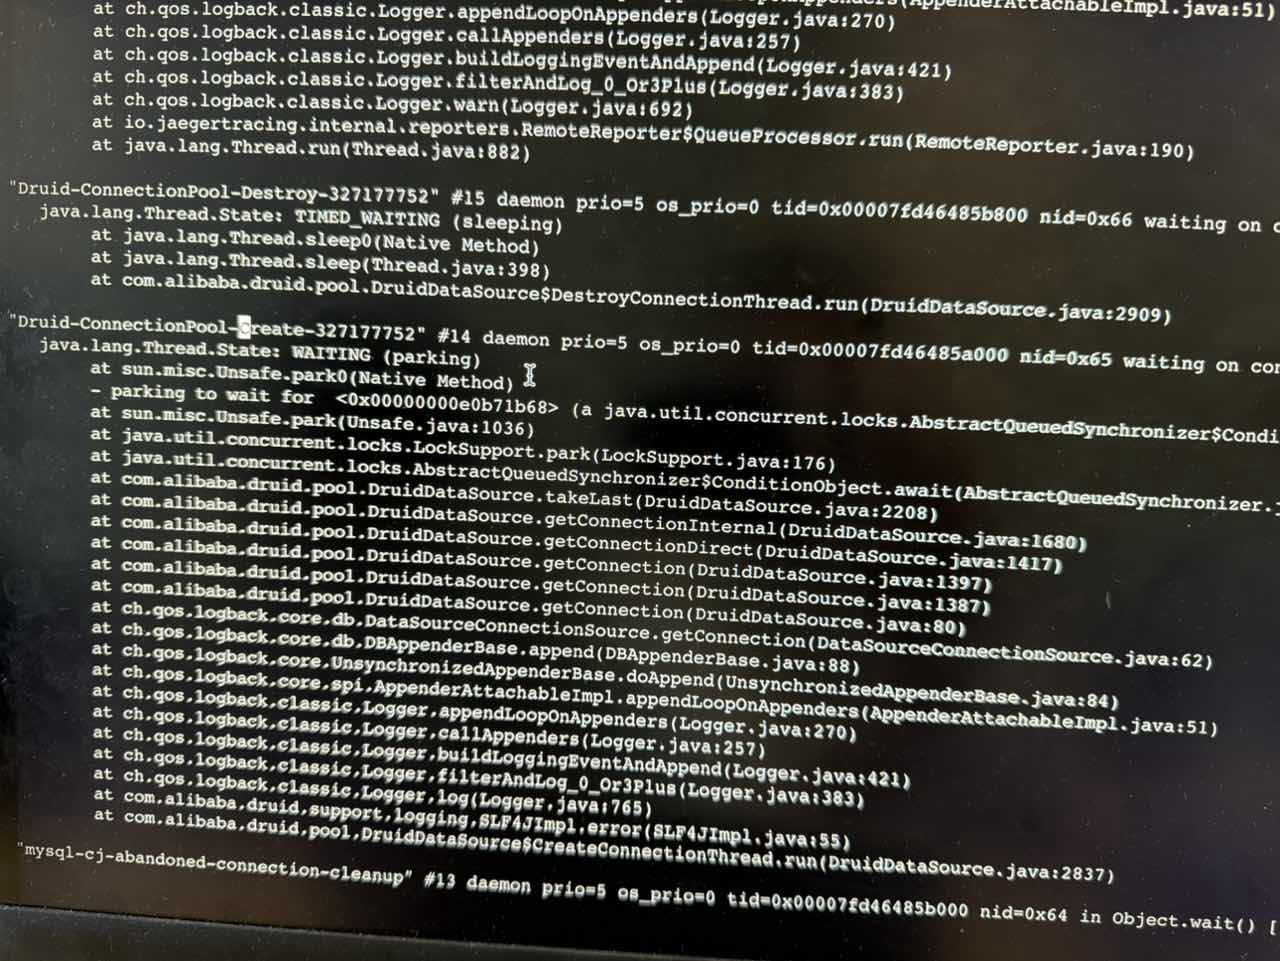 AppenderAttachableImpl.java:51)
at ch.qos.logback.classic.Logger.appendLoopOnAppenders(Logger.java:270)
at ch.qos.logback.classic.Logger.callAppenders(Logger.java:257)
at ch.qos.logback.classic.Logger.buildLoggingEventAndAppend(Logger.java:421)
at ch.qos.logback.classic.Logger.filterAndLog_0_Or3Plus(Logger.java:383)
at ch.qos.logback.classic.Logger.warn(Logger.java:692)
at io.jaegertracing.internal.reporters.RemoteReporter$QueueProcessor.run(RemoteReporter.java:190)
at java.lang.Thread.run(Thread.java:882)
"Druid-ConnectionPool-Destroy-327177752" #15 daemon prio=5 os_prio=0 tid=0x00007fd46485b800 nid=0x66 waiting on c
java.lang.Thread.State: TIMED_WAITING (sleeping)
at java.lang.Thread.sleep0(Native Method)
at java.lang.Thread.sleep(Thread.java:398)
at com.alibaba.druid.pool.DruidDataSource$DestroyConnectionThread.run(DruidDataSource.java:2909)
"Druid-ConnectionPool-Create-327177752" #14 daemon prio=5 os_prio=0 tid=0x00007fd46485a000 nid=0x65 waiting on con
java.lang.Thread.State: WAITING (parking)
at sun.misc.Unsafe.park0(Native Method)
- parking to wait for <0x00000000e0b71b68> (a java.util.concurrent.locks.AbstractQueuedSynchronizer$Condi
at sun.misc.Unsafe.park(Unsafe.java:1036)
at java.util.concurrent.locks.LockSupport.park(LockSupport.java:176)
at java.util.concurrent.locks.AbstractQueuedSynchronizer$ConditionObject.await(AbstractQueuedSynchronizer.
at com.alibaba.druid.pool.DruidDataSource.takeLast(DruidDataSource.java:2208)
at com.alibaba.druid.pool.DruidDataSource.getConnectionInternal(DruidDataSource.java:1680)
at com.alibaba.druid.pool.DruidDataSource.getConnectionDirect(DruidDataSource.java:1417)
at com.alibaba.druid.pool.DruidDataSource.getConnection(DruidDataSource.java:1397)
at com.alibaba.druid.pool.DruidDataSource.getConnection(DruidDataSource.java:1387)
at com.alibaba.druid.pool.DruidDataSource.getConnection(DruidDataSource.java:80)
at ch.qos.logback.core.db.DataSourceConnectionSource.getConnection(DataSourceConnectionSource.java:62)
at ch.qos.logback.core.db.DBAppenderBase.append(DBAppenderBase.java:88)
at ch.qos.logback.core.UnsynchronizedAppenderBase.doAppend(UnsynchronizedAppenderBase.java:84)
at ch.qos.logback.core.spi.AppenderAttachableImpl.appendLoopOnAppenders(AppenderAttachableImpl.java:51)
at ch.qos.logback.classic.Logger.appendLoopOnAppenders(Logger.java:270)
at ch.qos.logback.classic.Logger.callAppenders(Logger.java:257)
at ch.qos.logback.classic.Logger.buildLoggingEventAndAppend(Logger.java:421)
at ch.qos.logback.classic.Logger.filterAndLog_0_Or3Plus(Logger.java:383)
at ch.qos.logback.classic.Logger.log(Logger.java:765)
at com.alibaba.druid.support.logging.SLF4JImpl.error(SLF4JImpl.java:55)
at com.alibaba.druid.pool.DruidDataSource$CreateConnectionThread.run(DruidDataSource.java:2837)
"mysql-cj-abandoned-connection-cleanup" #13 daemon prio=5 os_prio=0 tid=0x00007fd46485b000 nid=0x64 in Object.wait() [